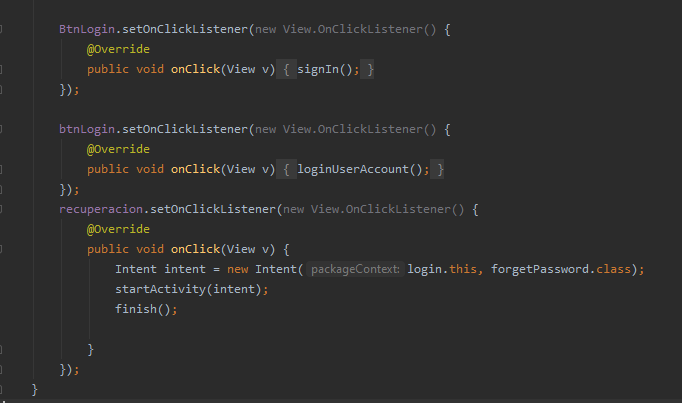 BtnLogin.setOnClickListener(new View.OnClickListener() {
@Override
public void onClick(View v) { signIn(); }
});
btnLogin.setOnClickListener(new View.OnClickListener() {
@Override
public void onClick(View v) { loginUserAccount(); }
});
recuperacion.setOnClickListener(new View.OnClickListener() {
@Override
public void onClick(View v) {
Intent intent = new Intent( packageContext: login.this, forgetPassword.class);
startActivity(intent);
finish();
}
});
}